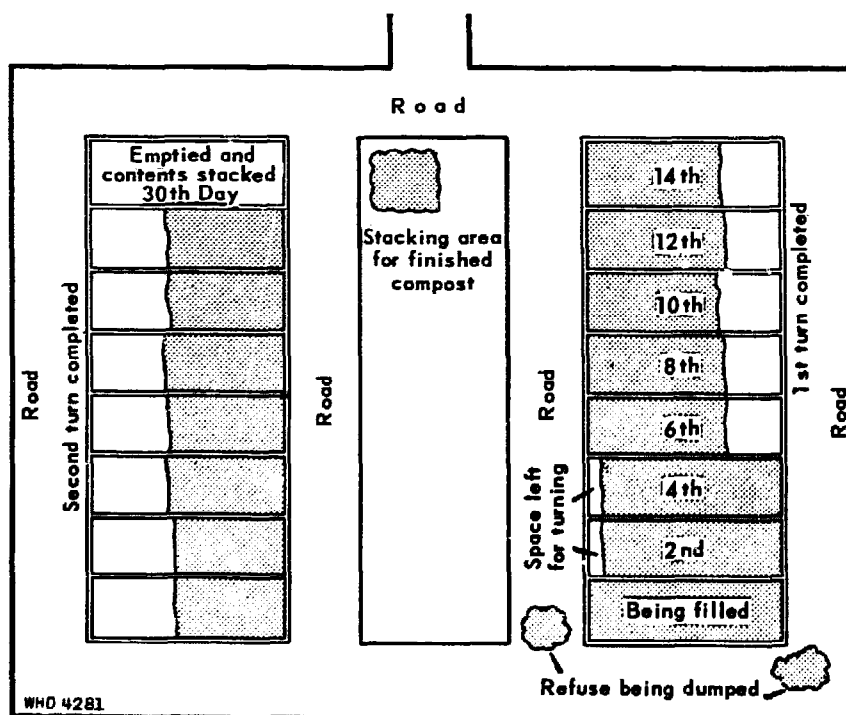 Road
Emptied and
contents stacked
30th Day
Second turn completed
Road
Road
Stacking area
for finished
compost
Road
14th
12th
10th
8th
6th
4th
2nd
Being filled
1st turn completed
Road
Space left
for turning
Refuse being dumped
WHO 4281